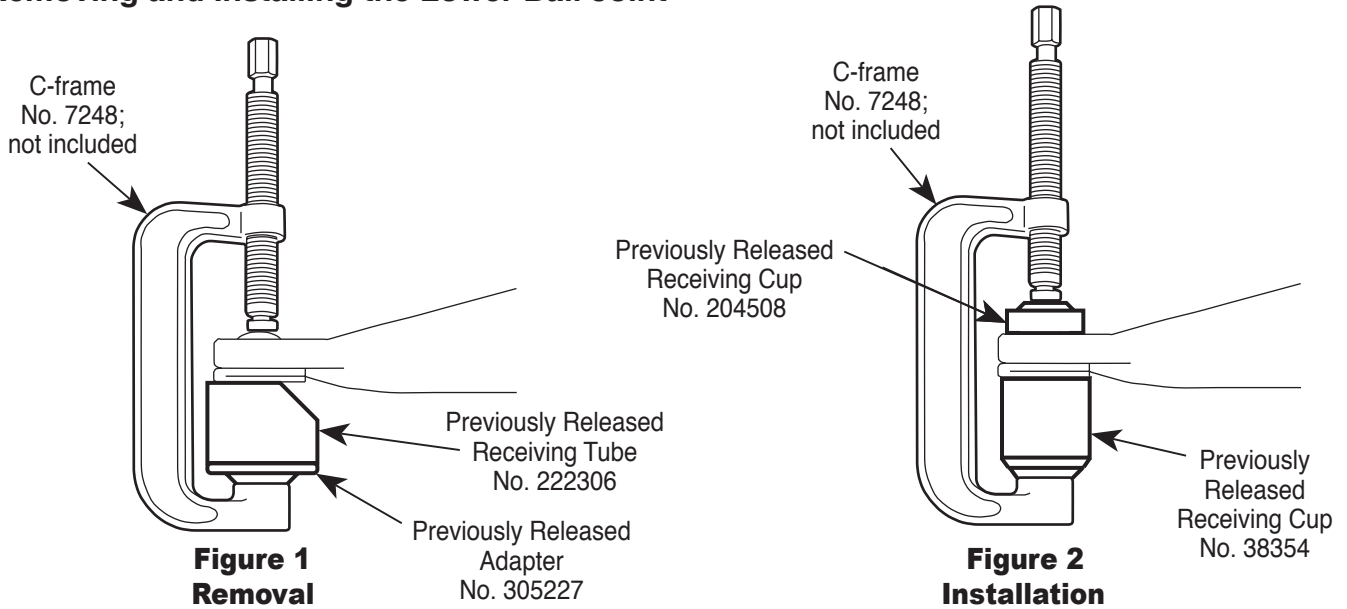 Removing and Installing the Lower Ball Joint
C-frame
No. 7248;
not included
Previously Released
Receiving Tube
No. 222306
Previously Released
Adapter
No. 305227
Figure 1
Removal
C-frame
No. 7248;
not included
Previously Released
Receiving Cup
No. 204508
Previously
Released
Receiving Cup
No. 38354
Figure 2
Installation